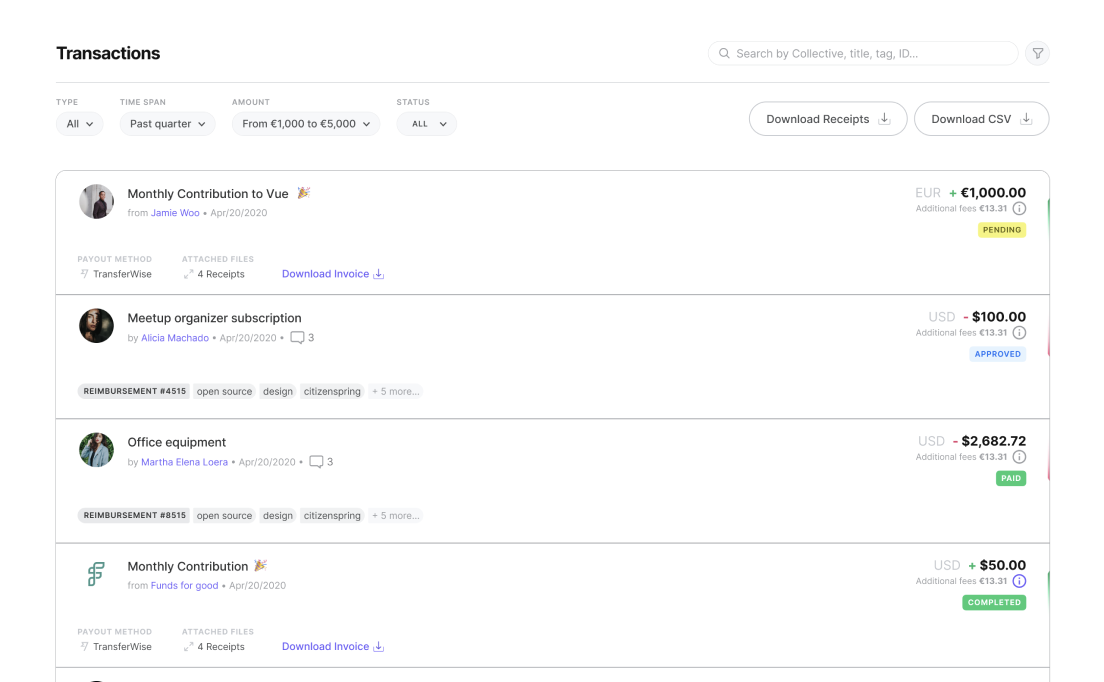 Transactions
Search by Collective, title, tag, ID...
TYPE TIME SPAN AMOUNT STATUS
All Past quarter From €1,000 to €5,000 ALL
Download Receipts Download CSV
Monthly Contribution to Vue 🎉
EUR + €1,000.00
from Jamie Woo • Apr/20/2020
Additional fees €13.31
PENDING
PAYOUT METHOD ATTACHED FILES
TransferWise 4 Receipts Download Invoice
Meetup organizer subscription
USD - $100.00
by Alicia Machado • Apr/20/2020 • 3
Additional fees €13.31
APPROVED
REIMBURSEMENT #4515 open source design citizenspring + 5 more...
Office equipment
USD - $2,682.72
by Martha Elena Loera • Apr/20/2020 • 3
Additional fees €13.31
PAID
REIMBURSEMENT #8515 open source design citizenspring + 5 more...
Monthly Contribution 🎉
USD + $50.00
from Funds for good • Apr/20/2020
Additional fees €13.31
COMPLETED
PAYOUT METHOD ATTACHED FILES
TransferWise 4 Receipts Download Invoice